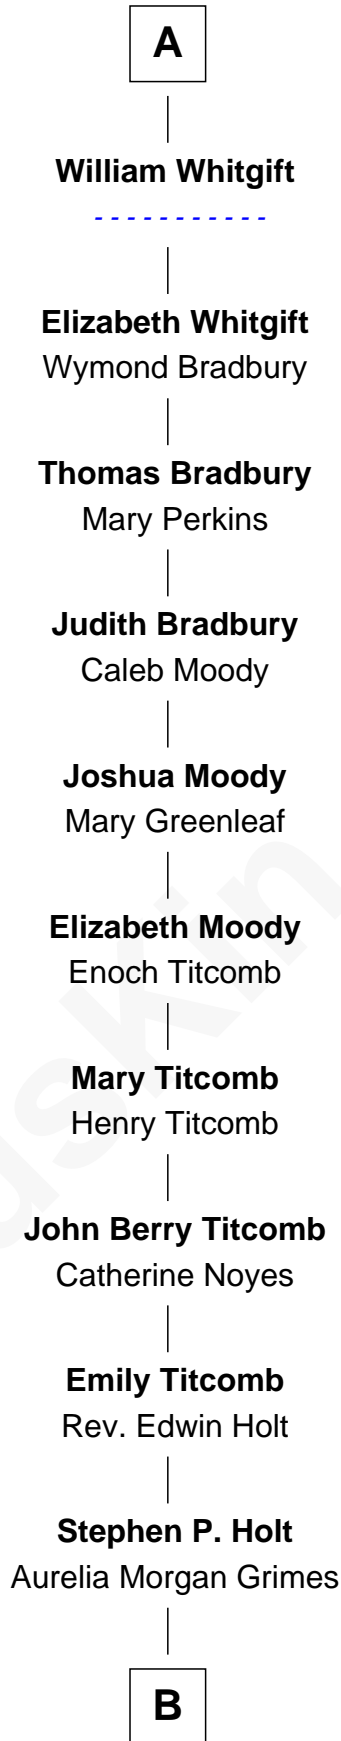 A
William Whitgift
- - - - - - - - - - -
Elizabeth Whitgift
Wymond Bradbury
Thomas Bradbury
Mary Perkins
Judith Bradbury
Caleb Moody
Joshua Moody
Mary Greenleaf
Elizabeth Moody
Enoch Titcomb
Mary Titcomb
Henry Titcomb
John Berry Titcomb
Catherine Noyes
Emily Titcomb
Rev. Edwin Holt
Stephen P. Holt
Aurelia Morgan Grimes
B